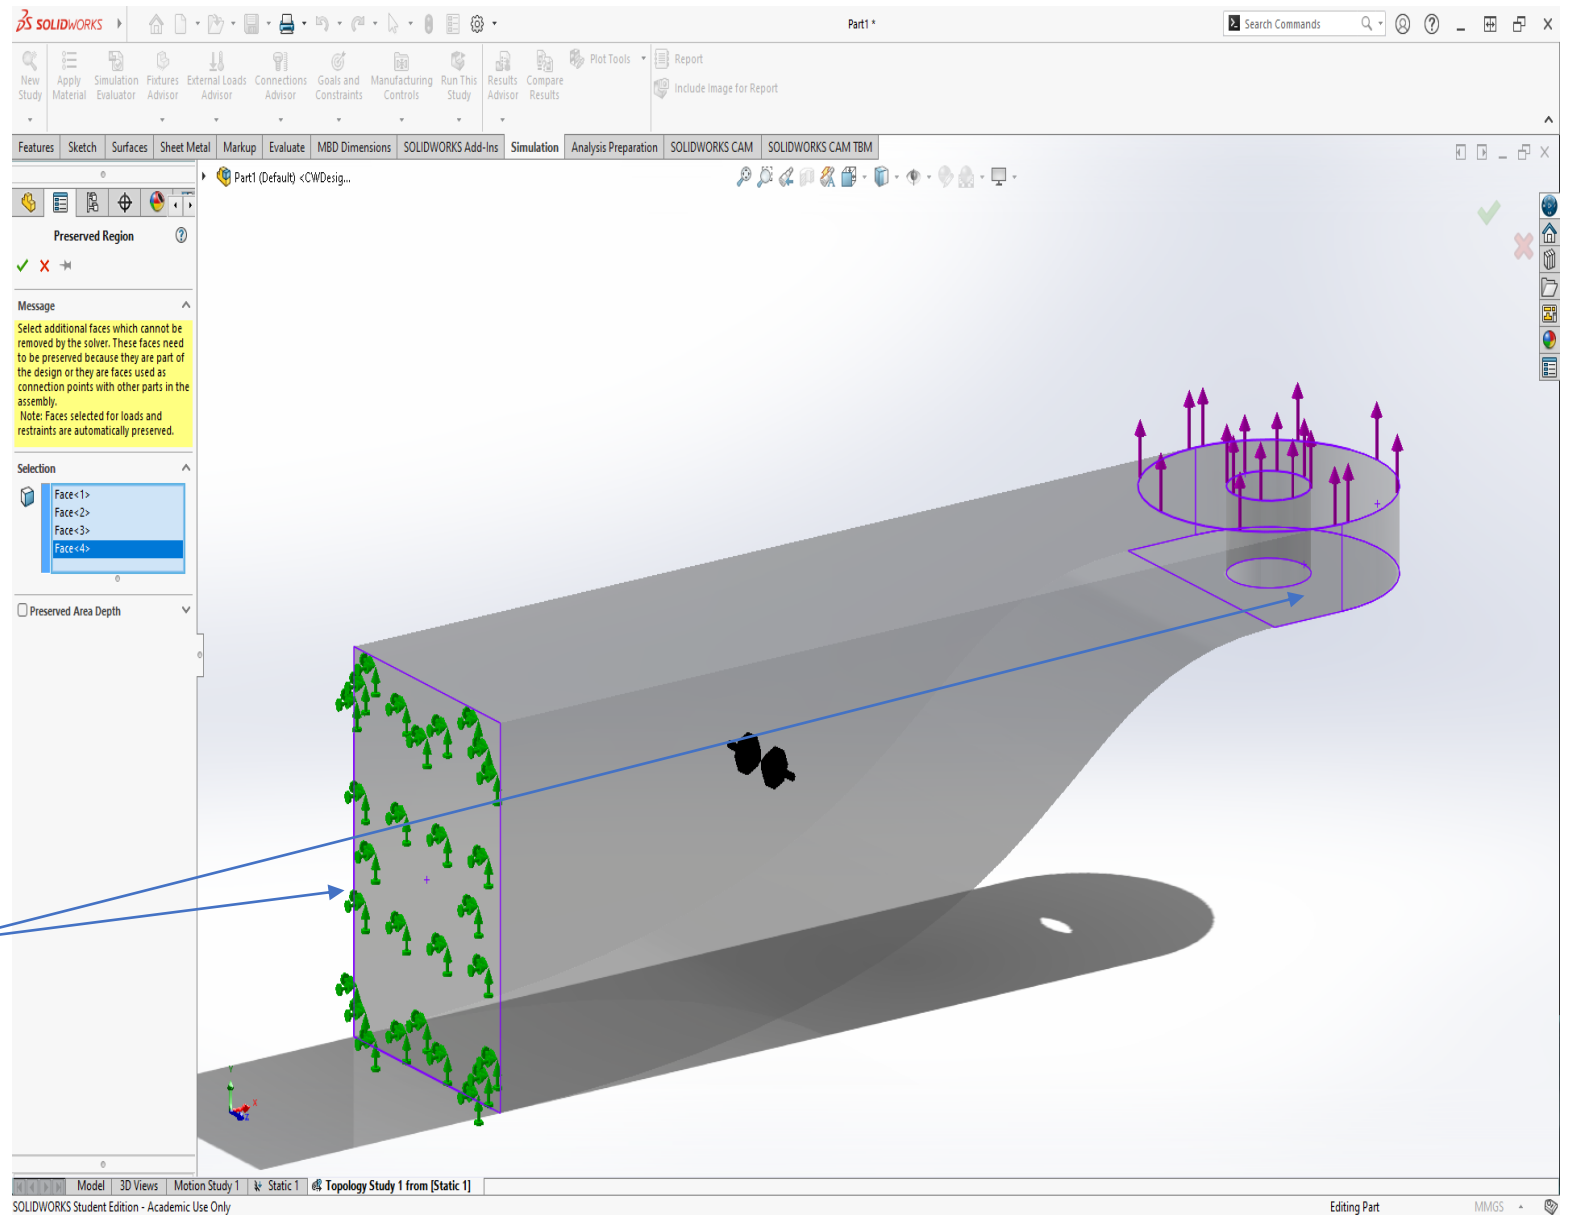 SOLIDWORKS
Part1 *
Search Commands
New Study
Apply Material
Simulation Evaluator
Fixtures Advisor
External Loads Advisor
Connections Advisor
Goals and Constraints
Manufacturing Controls
Run This Study
Results Advisor
Compare Results
Plot Tools
Report
Include Image for Report
Features
Sketch
Surfaces
Sheet Metal
Markup
Evaluate
MBD Dimensions
SOLIDWORKS Add-Ins
Simulation
Analysis Preparation
SOLIDWORKS CAM
SOLIDWORKS CAM TBM
Part1 (Default) <CWDesig...
Preserved Region
Message
Select additional faces which cannot be
removed by the solver. These faces need
to be preserved because they are part of
the design or they are faces used as
connection points with other parts in the
assembly.
Note: Faces selected for loads and
restraints are automatically preserved.
Selection
Face<1>
Face<2>
Face<3>
Face<4>
Preserved Area Depth
Y
X
Z
Model
3D Views
Motion Study 1
Static 1
Topology Study 1 from [Static 1]
SOLIDWORKS Student Edition - Academic Use Only
Editing Part
MMGS